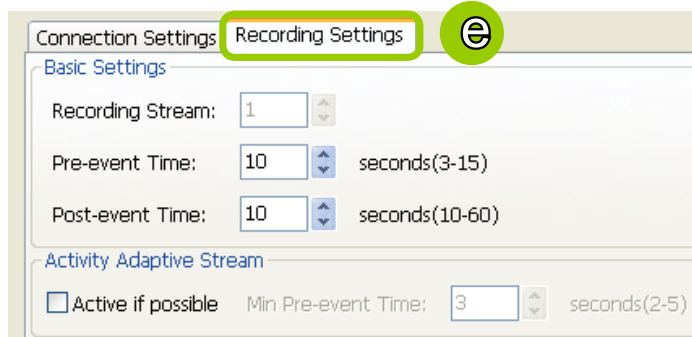 Connection Settings Recording Settings e
Basic Settings
Recording Stream: 1
Pre-event Time: 10 seconds(3-15)
Post-event Time: 10 seconds(10-60)
Activity Adaptive Stream
Active if possible Min Pre-event Time: 3 seconds(2-5)